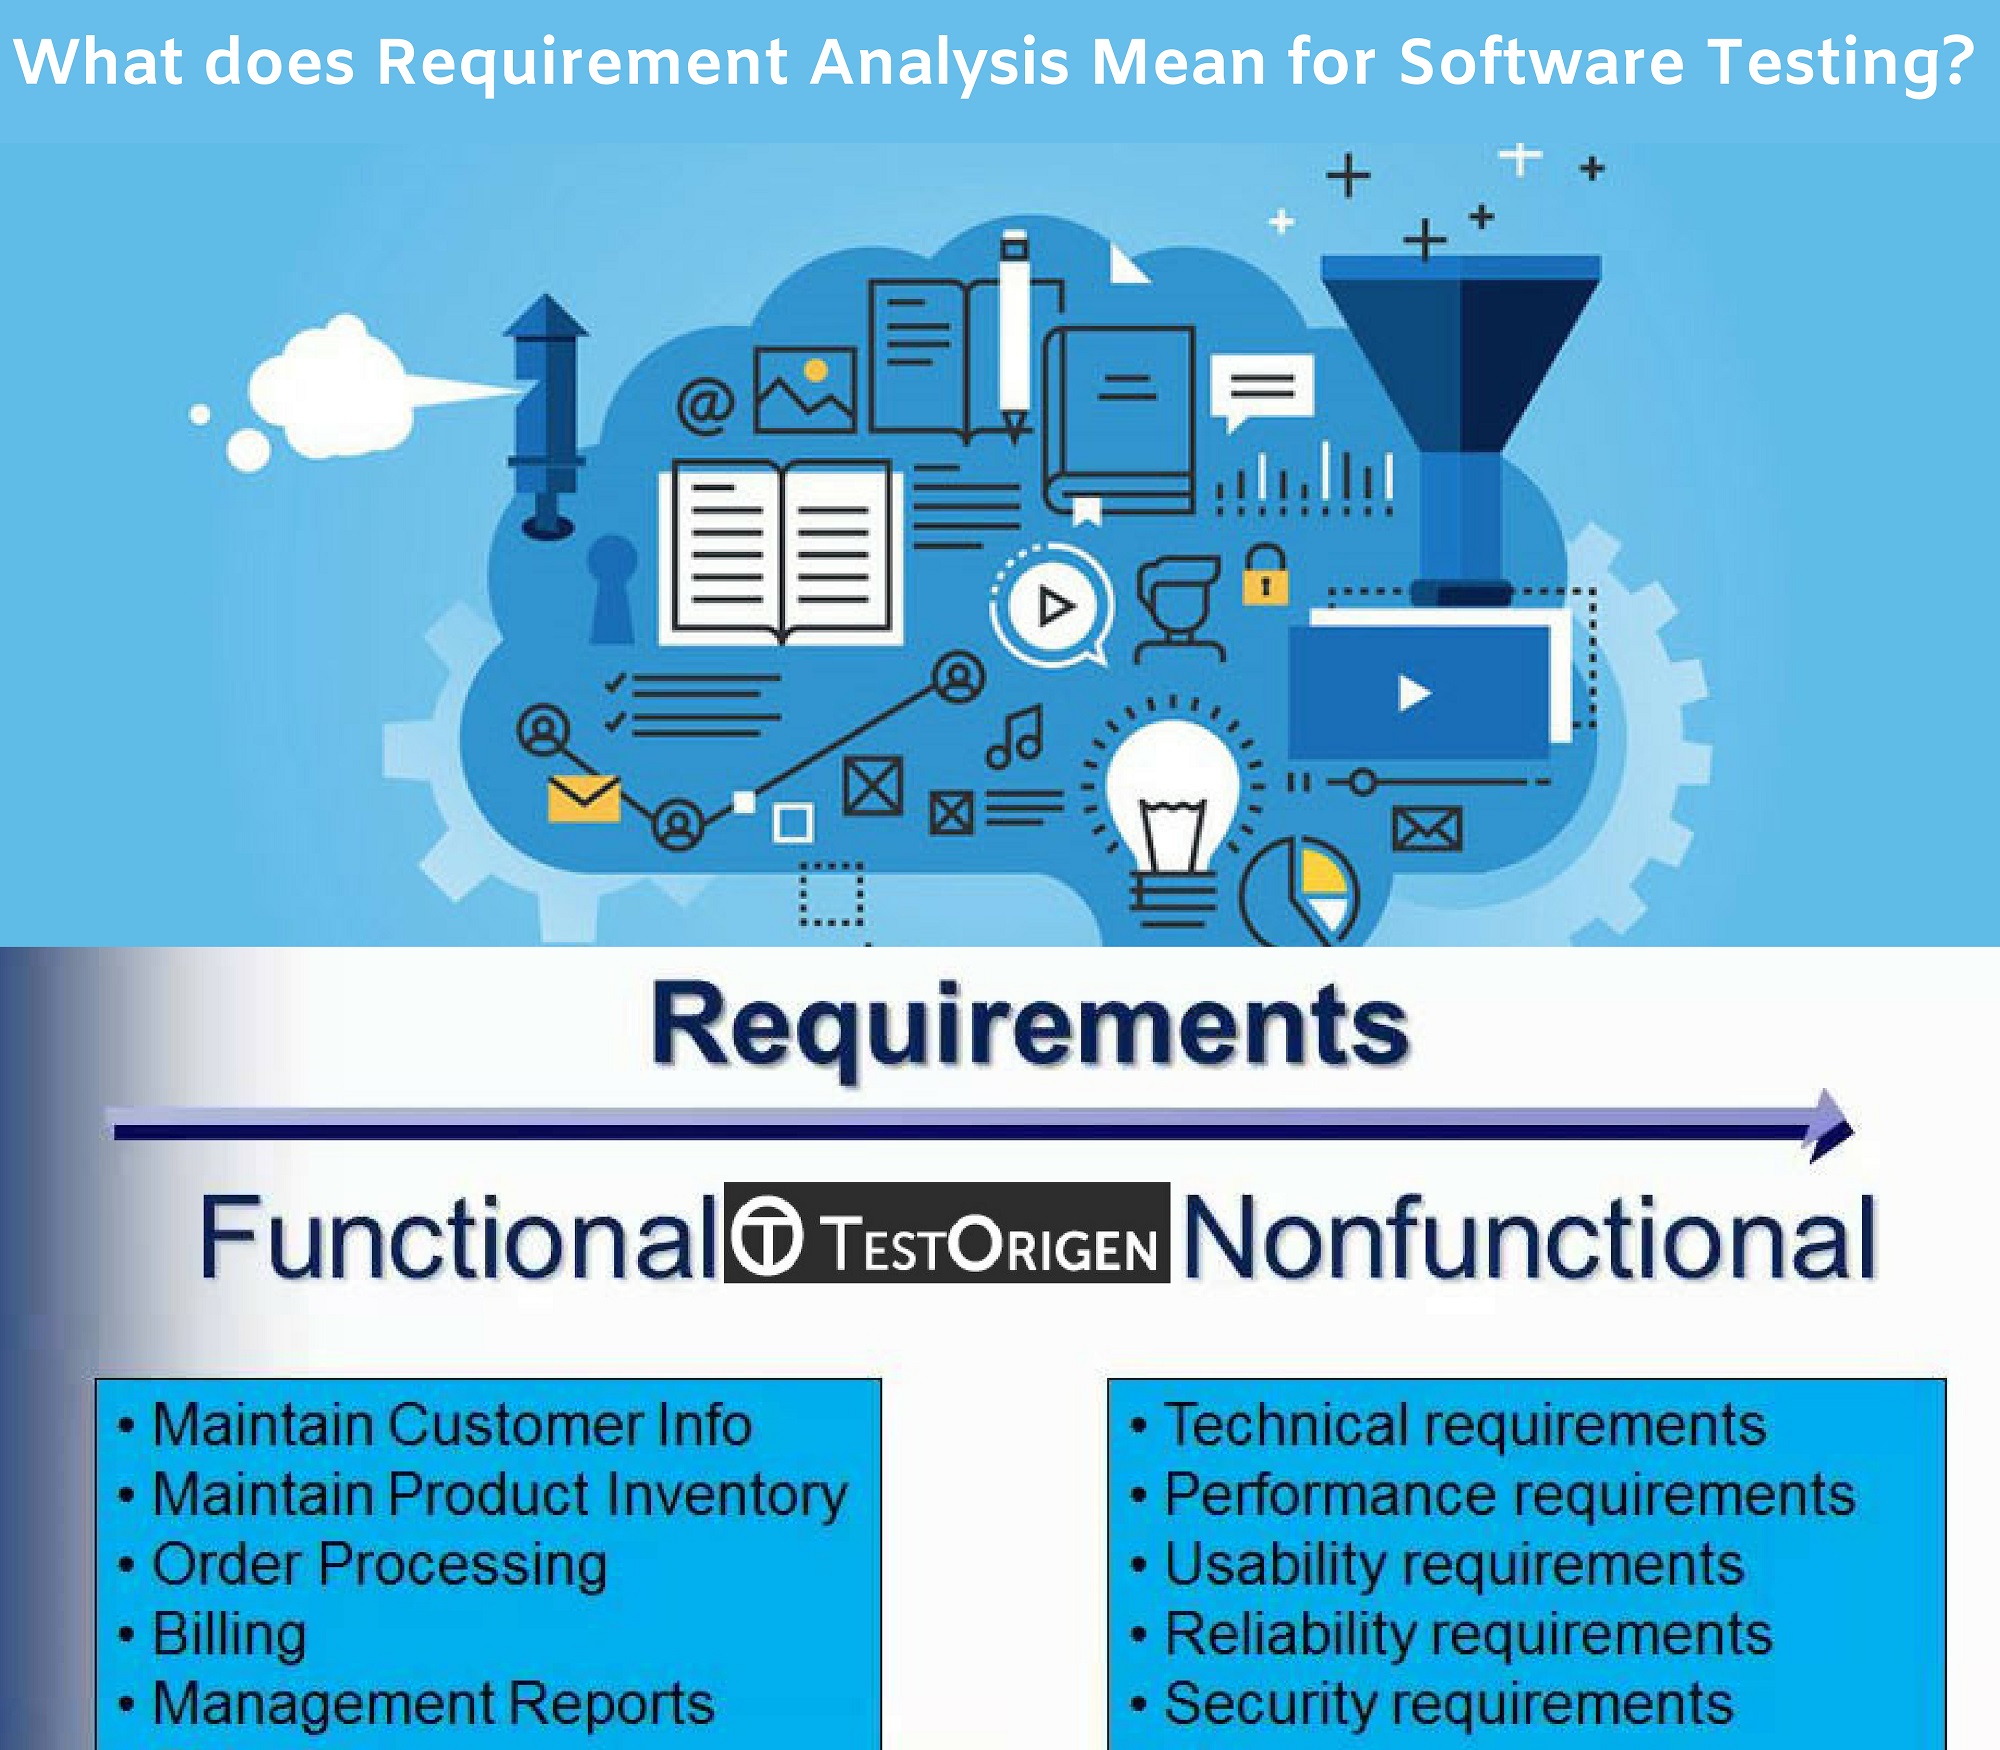 What does Requirement Analysis Mean for Software Testing?
@
Requirements
Functional TESTORIGEN Nonfunctional
• Maintain Customer Info
• Maintain Product Inventory
• Order Processing
• Billing
• Management Reports
• Technical requirements
• Performance requirements
• Usability requirements
• Reliability requirements
• Security requirements